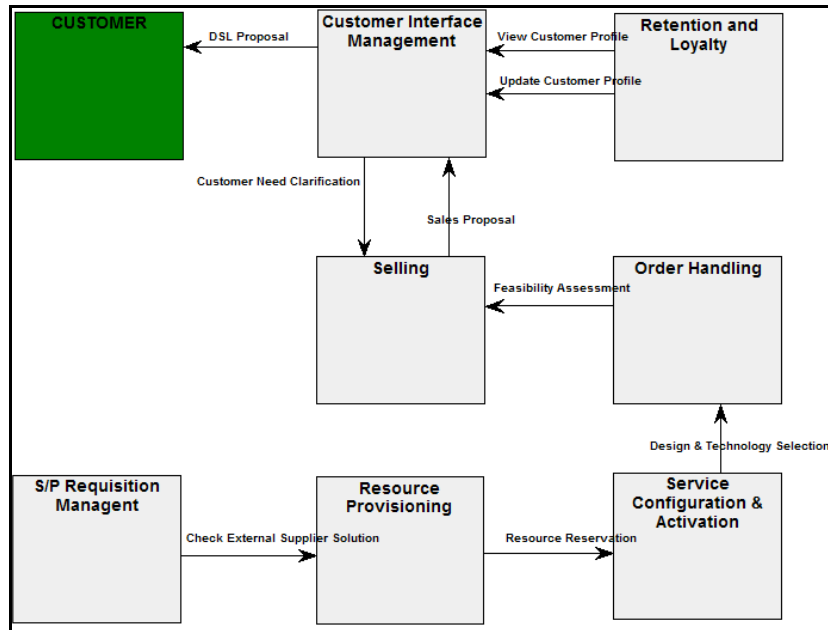 CUSTOMER
DSL Proposal
Customer Interface
Management
View Customer Profile
Update Customer Profile
Retention and
Loyalty
Customer Need Clarification
Sales Proposal
Selling
Feasibility Assessment
Order Handling
Design & Technology Selection
S/P Requisition
Managent
Check External Supplier Solution
Resource
Provisioning
Resource Reservation
Service
Configuration &
Activation